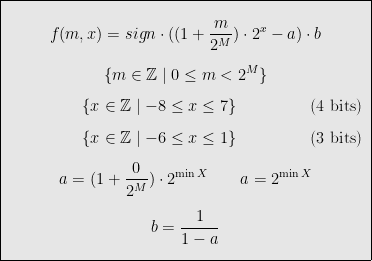 f(m, x) = sign · ((1 + m/2^M) · 2^x − a) · b
{m ∈ ℤ | 0 ≤ m < 2^M}
{x ∈ ℤ | −8 ≤ x ≤ 7} (4 bits)
{x ∈ ℤ | −6 ≤ x ≤ 1} (3 bits)
a = (1 + 0/2^M) · 2^min X a = 2^min X
b = 1/(1 − a)